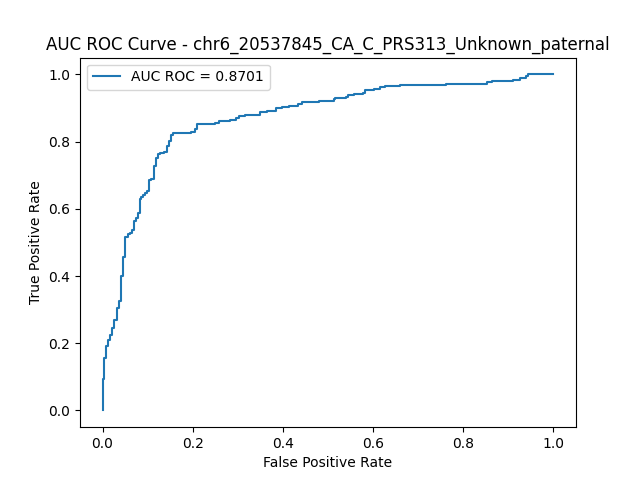 AUC ROC Curve - chr6_20537845_CA_C_PRS313_Unknown_paternal
AUC ROC = 0.8701
1.0
0.8
0.6
0.4
0.2
0.0
True Positive Rate
0.0 0.2 0.4 0.6 0.8 1.0
False Positive Rate